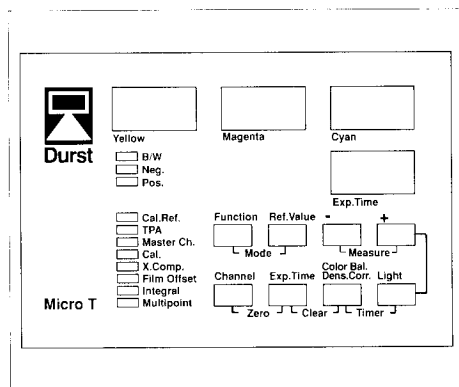 Durst
Yellow
Magenta
Cyan
B/W
Neg.
Pos.
Exp.Time
Cal.Ref.
TPA
Master Ch.
Cal.
X.Comp.
Film Offset
Integral
Multipoint
Function Ref.Value - +
Mode Measure
Channel Exp.Time Color Bal. Dens.Corr. Light
Zero Clear Timer
Micro T